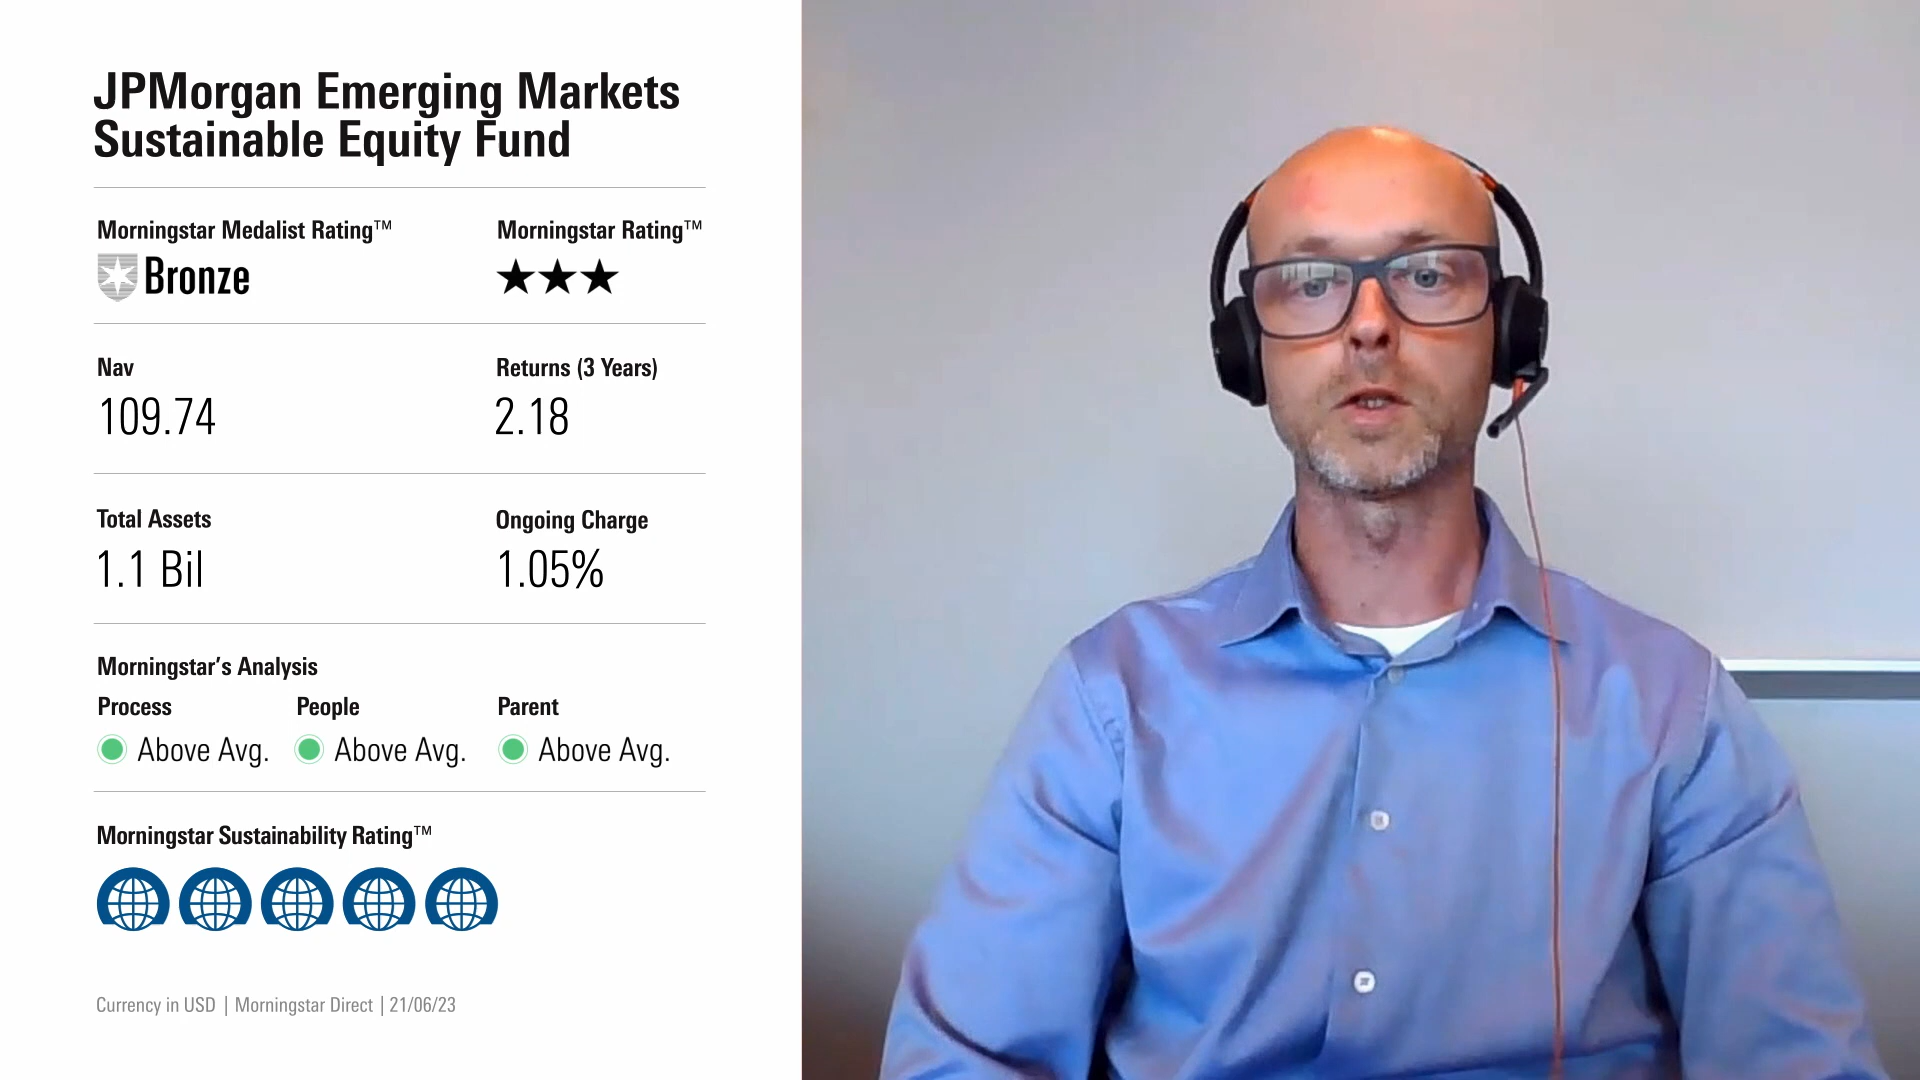 JPMorgan Emerging Markets
Sustainable Equity Fund
Morningstar Medalist Rating™
Morningstar Rating™
Bronze
Nav
Returns (3 Years)
109.74
2.18
Total Assets
Ongoing Charge
1.1 Bil
1.05%
Morningstar's Analysis
Process
People
Parent
Above Avg.
Above Avg.
Above Avg.
Morningstar Sustainability Rating™
Currency in USD | Morningstar Direct | 21/06/23